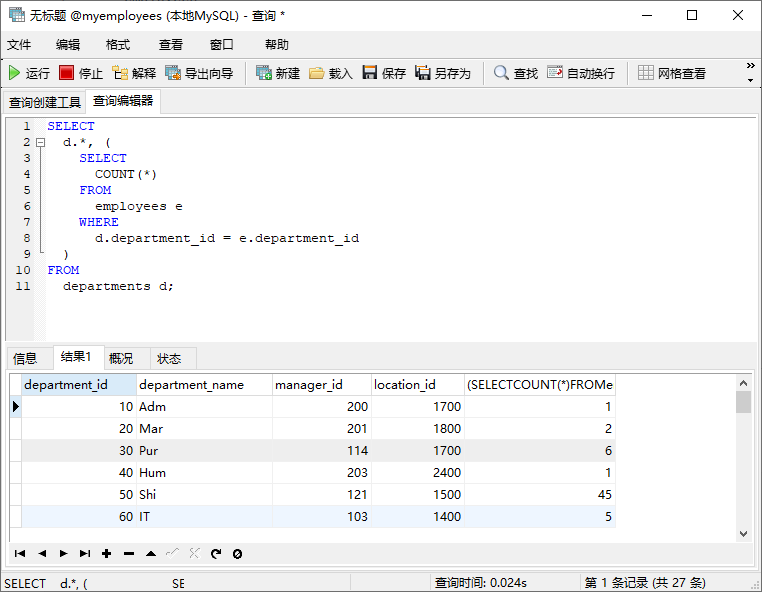 无标题 @myemployees (本地MySQL) - 查询 *
文件 编辑 格式 查看 窗口 帮助
运行 停止 解释 导出向导 新建 载入 保存 另存为 查找 自动换行 网格查看
查询创建工具 查询编辑器
1 SELECT
2 d.*, (
3 SELECT
4 COUNT(*)
5 FROM
6 employees e
7 WHERE
8 d.department_id = e.department_id
9 )
10 FROM
11 departments d;
信息 结果1 概况 状态
department_id department_name manager_id location_id (SELECTCOUNT(*)FROMe
10 Adm 200 1700 1
20 Mar 201 1800 2
30 Pur 114 1700 6
40 Hum 203 2400 1
50 Shi 121 1500 45
60 IT 103 1400 5
SELECT d.*, ( SE 查询时间: 0.024s 第 1 条记录 (共 27 条)